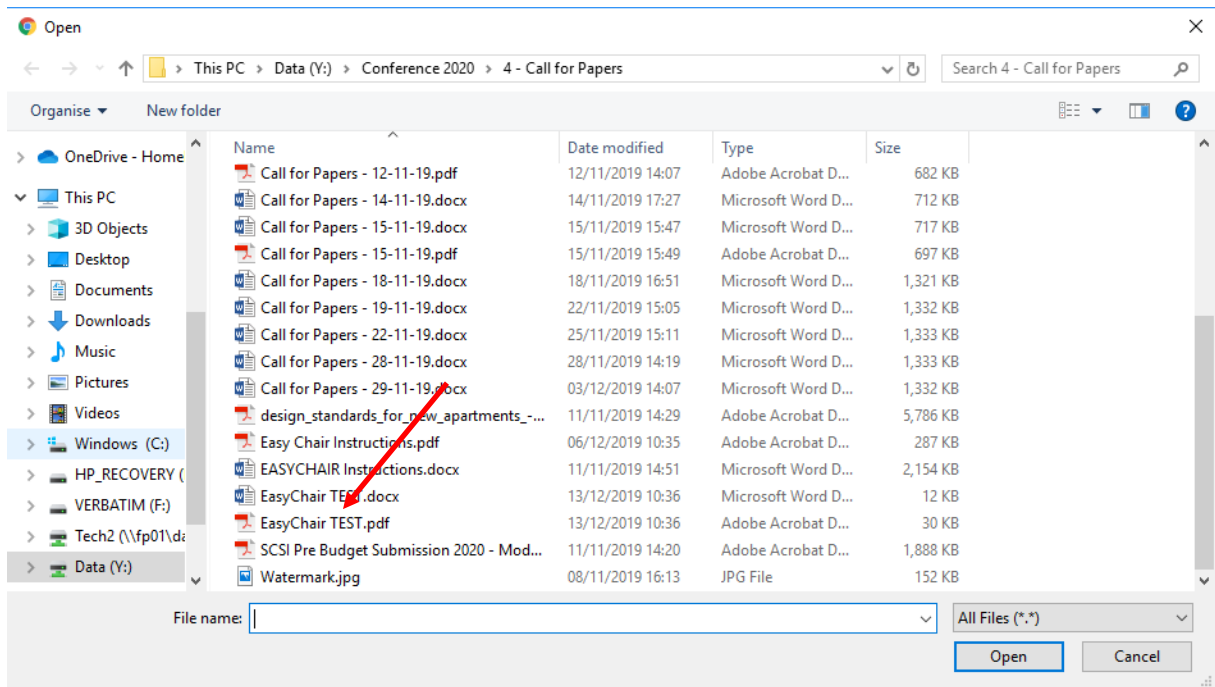 Open
This PC > Data (Y:) > Conference 2020 > 4 - Call for Papers
Search 4 - Call for Papers
Organise New folder
OneDrive - Home
This PC
3D Objects
Desktop
Documents
Downloads
Music
Pictures
Videos
Windows (C:)
HP_RECOVERY (
VERBATIM (F:)
Tech2 (\\fp01\da
Data (Y:)
Name Date modified Type Size
Call for Papers - 12-11-19.pdf 12/11/2019 14:07 Adobe Acrobat D... 682 KB
Call for Papers - 14-11-19.docx 14/11/2019 17:27 Microsoft Word D... 712 KB
Call for Papers - 15-11-19.docx 15/11/2019 15:47 Microsoft Word D... 717 KB
Call for Papers - 15-11-19.pdf 15/11/2019 15:49 Adobe Acrobat D... 697 KB
Call for Papers - 18-11-19.docx 18/11/2019 16:51 Microsoft Word D... 1,321 KB
Call for Papers - 19-11-19.docx 22/11/2019 15:05 Microsoft Word D... 1,332 KB
Call for Papers - 22-11-19.docx 25/11/2019 15:11 Microsoft Word D... 1,333 KB
Call for Papers - 28-11-19.docx 28/11/2019 14:19 Microsoft Word D... 1,333 KB
Call for Papers - 29-11-19.docx 03/12/2019 14:07 Microsoft Word D... 1,332 KB
design_standards_for_new_apartments_-... 11/11/2019 14:29 Adobe Acrobat D... 5,786 KB
Easy Chair Instructions.pdf 06/12/2019 10:35 Adobe Acrobat D... 287 KB
EASYCHAIR Instructions.docx 11/11/2019 14:51 Microsoft Word D... 2,154 KB
EasyChair TEST.docx 13/12/2019 10:36 Microsoft Word D... 12 KB
EasyChair TEST.pdf 13/12/2019 10:36 Adobe Acrobat D... 30 KB
SCSI Pre Budget Submission 2020 - Mod... 11/11/2019 14:20 Adobe Acrobat D... 1,888 KB
Watermark.jpg 08/11/2019 16:13 JPG File 152 KB
File name: All Files (*.*)
Open Cancel